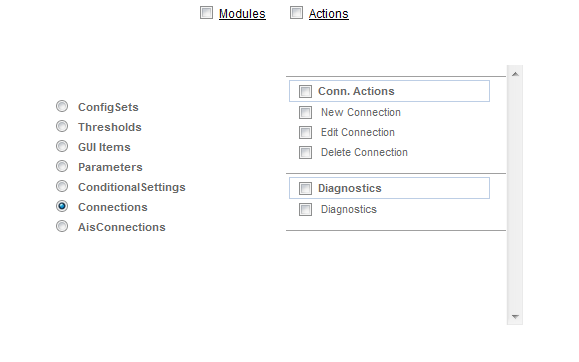 Modules Actions
ConfigSets
Thresholds
GUI Items
Parameters
ConditionalSettings
Connections
AisConnections
Conn. Actions
New Connection
Edit Connection
Delete Connection
Diagnostics
Diagnostics